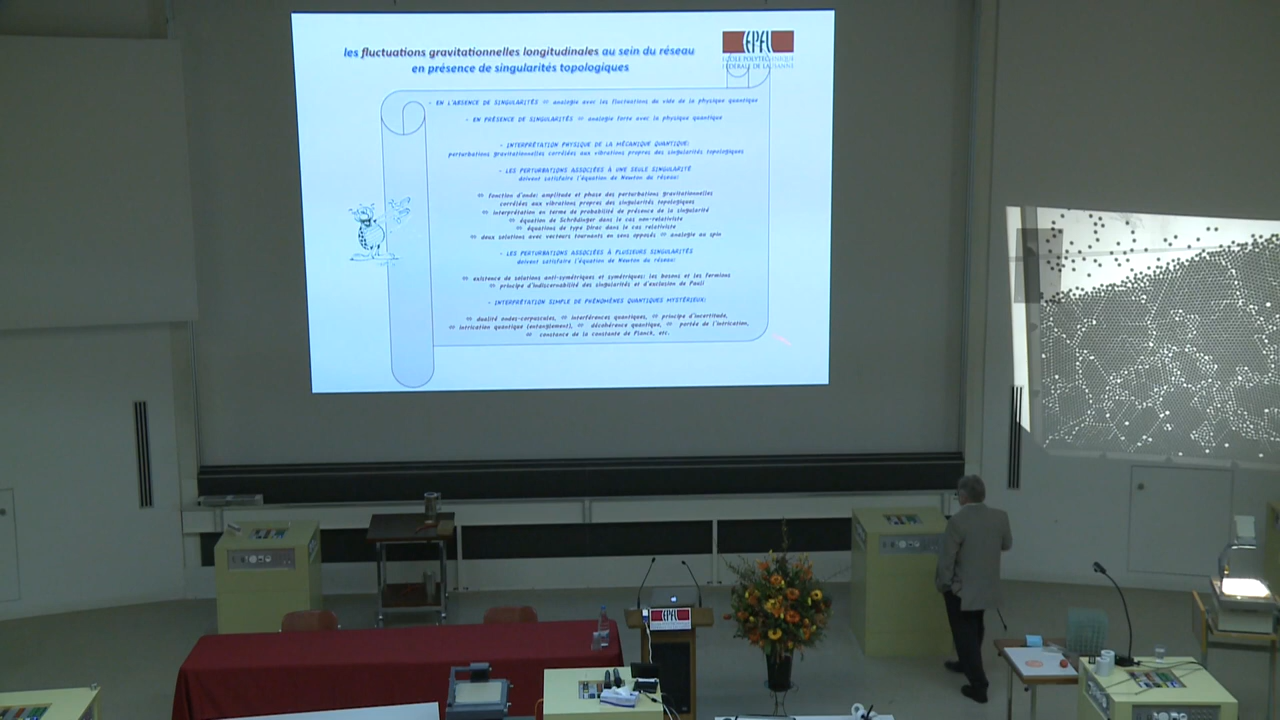 les fluctuations gravitationnelles longitudinales au sein du réseau
en présence de singularités topologiques
EPFL
ÉCOLE POLYTECHNIQUE
FÉDÉRALE DE LAUSANNE
- EN L'ABSENCE DE SINGULARITÉS ⇔ analogie avec les fluctuations du vide de la physique quantique
- EN PRÉSENCE DE SINGULARITÉS ⇔ analogie forte avec la physique quantique
- INTERPRÉTATION PHYSIQUE DE LA MÉCANIQUE QUANTIQUE:
perturbations gravitationnelles corrélées aux vibrations propres des singularités topologiques
- LES PERTURBATIONS ASSOCIÉES À UNE SEULE SINGULARITÉ
doivent satisfaire l'équation de Newton du réseau:
⇔ fonction d'onde: amplitude et phase des perturbations gravitationnelles
corrélées aux vibrations propres des singularités topologiques
⇔ interprétation en terme de probabilité de présence de la singularité
⇔ équation de Schrödinger dans le cas non-relativiste
⇔ équations de type Dirac dans le cas relativiste
⇔ deux solutions avec vecteurs tournants en sens opposés ⇔ analogie au spin
- LES PERTURBATIONS ASSOCIÉES À PLUSIEURS SINGULARITÉS
doivent satisfaire l'équation de Newton du réseau:
⇔ existence de solutions anti-symétriques et symétriques: les bosons et les fermions
⇔ principe d'indiscernabilité des singularités et d'exclusion de Pauli
- INTERPRÉTATION SIMPLE DE PHÉNOMÈNES QUANTIQUES MYSTÉRIEUX:
⇔ dualité ondes-corpuscules, ⇔ interférences quantiques, ⇔ principe d'incertitude,
⇔ intrication quantique (entanglement), ⇔ décohérence quantique, ⇔ portée de l'intrication,
⇔ constance de la constante de Planck, etc.
EPFL